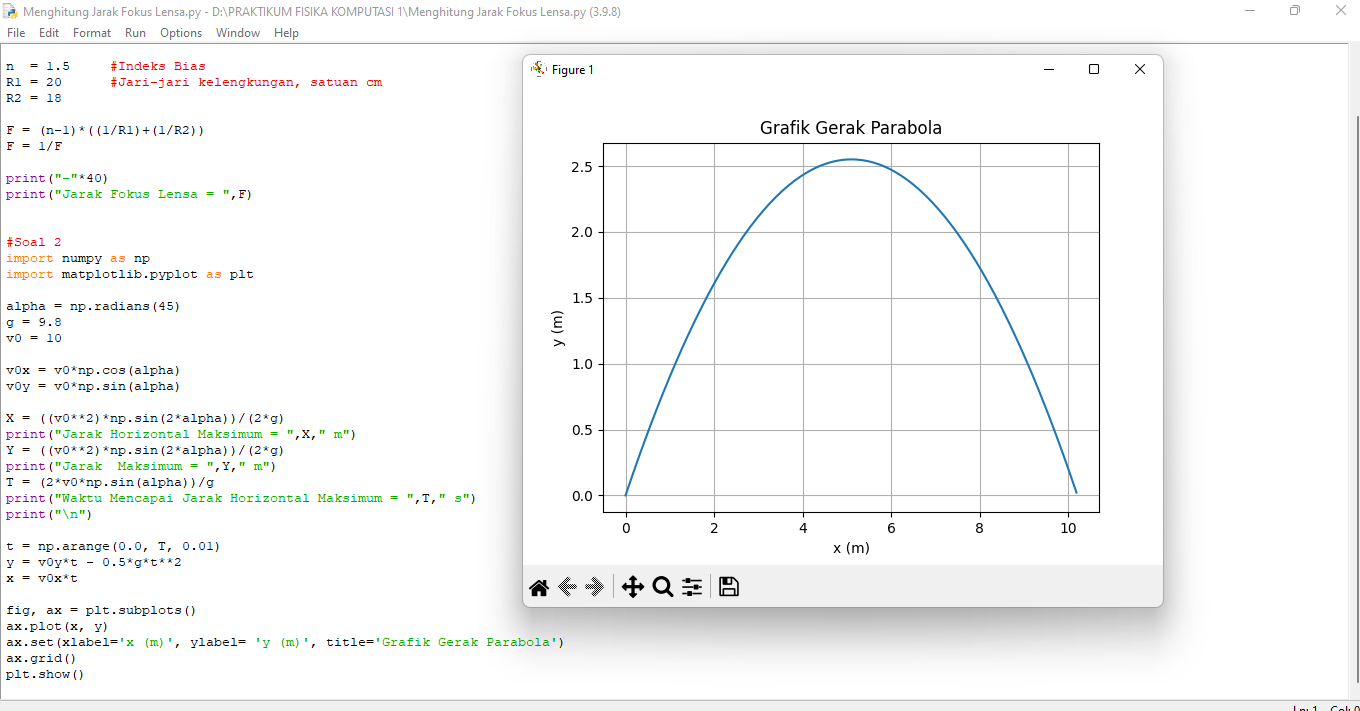 Menghitung Jarak Fokus Lensa.py - D:\PRAKTIKUM FISIKA KOMPUTASI 1\Menghitung Jarak Fokus Lensa.py (3.9.8)
File Edit Format Run Options Window Help
n  = 1.5    #Indeks Bias
R1 = 20     #Jari-jari kelengkungan, satuan cm
R2 = 18
F = (n-1)*((1/R1)+(1/R2))
F = 1/F
print("-"*40)
print("Jarak Fokus Lensa = ",F)
#Soal 2
import numpy as np
import matplotlib.pyplot as plt
alpha = np.radians(45)
g = 9.8
v0 = 10
v0x = v0*np.cos(alpha)
v0y = v0*np.sin(alpha)
X = ((v0**2)*np.sin(2*alpha))/(2*g)
print("Jarak Horizontal Maksimum = ",X," m")
Y = ((v0**2)*np.sin(2*alpha))/(2*g)
print("Jarak  Maksimum = ",Y," m")
T = (2*v0*np.sin(alpha))/g
print("Waktu Mencapai Jarak Horizontal Maksimum = ",T," s")
print("\n")
t = np.arange(0.0, T, 0.01)
y = v0y*t - 0.5*g*t**2
x = v0x*t
fig, ax = plt.subplots()
ax.plot(x, y)
ax.set(xlabel='x (m)', ylabel= 'y (m)', title='Grafik Gerak Parabola')
ax.grid()
plt.show()
Figure 1
Grafik Gerak Parabola
y (m)
2.5
2.0
1.5
1.0
0.5
0.0
0 2 4 6 8 10
x (m)